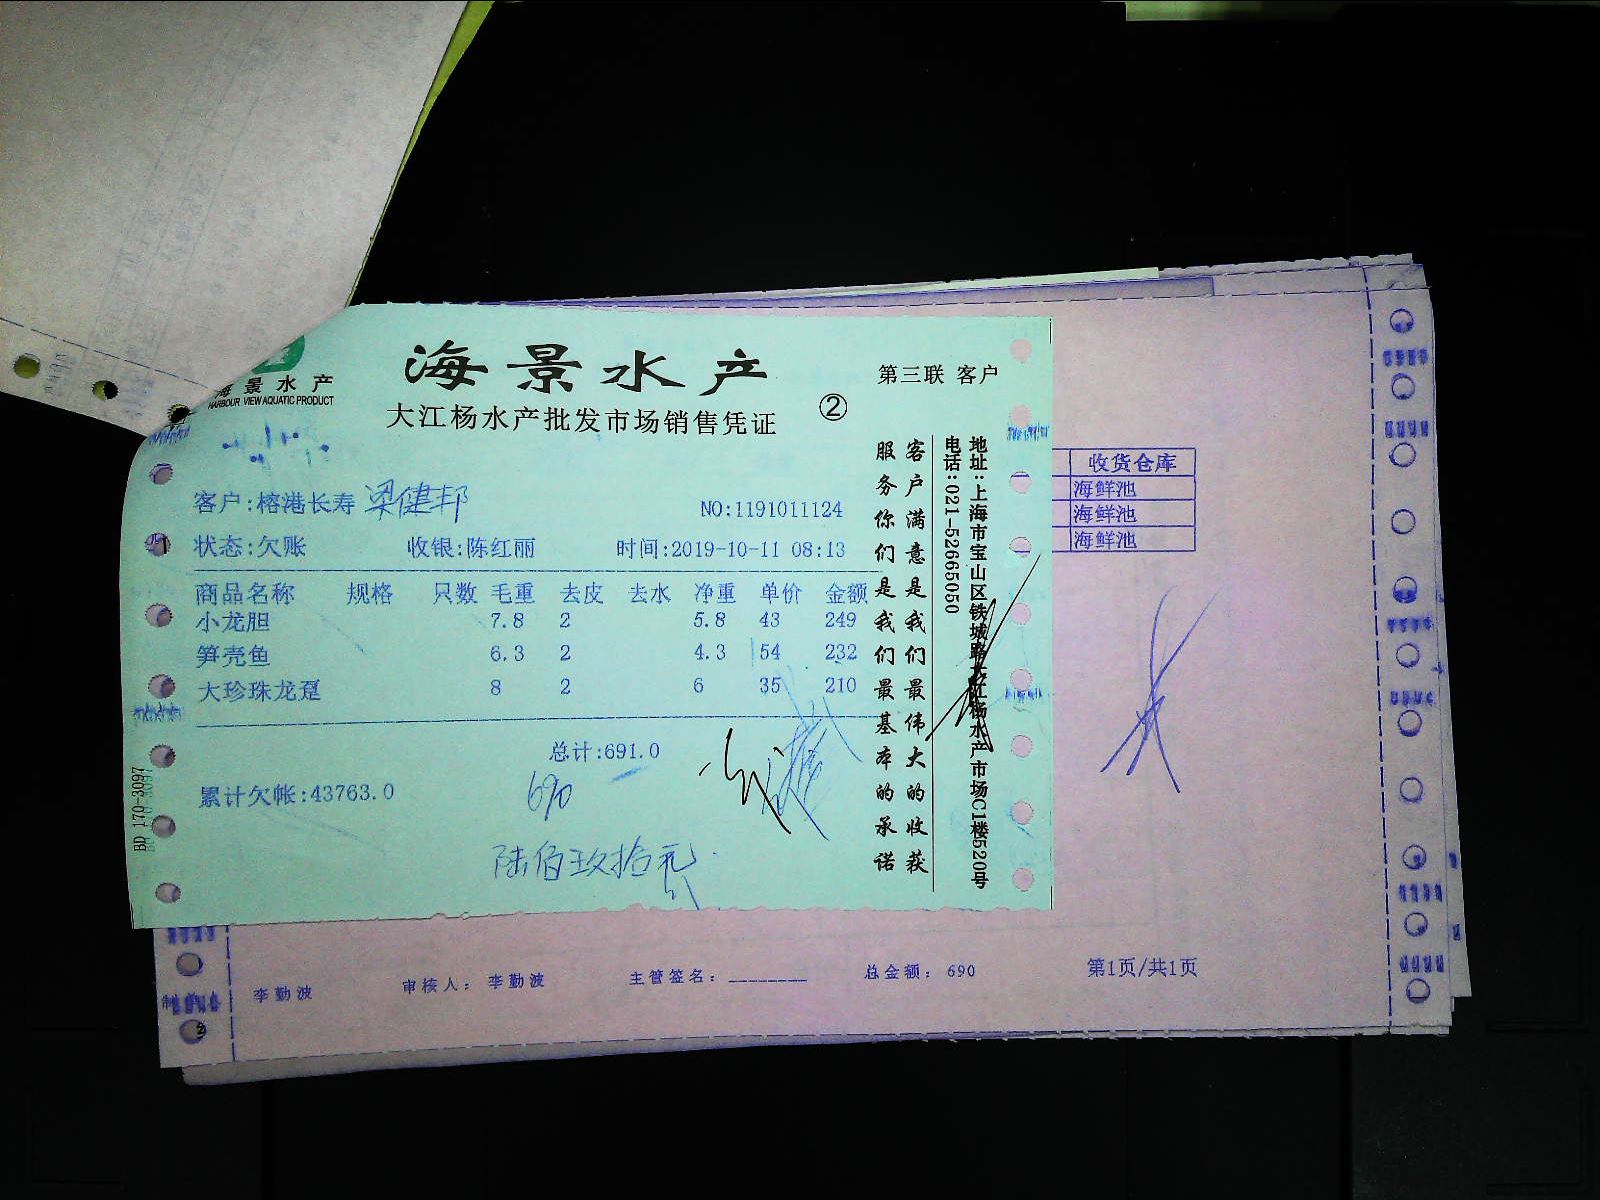 海景水产
HARBOUR VIEW AQUATIC PRODUCT
海景水产
大江杨水产批发市场销售凭证
②
第三联 客户
客户:榕港长寿 梁健邦
NO:1191011124
状态:欠账 收银:陈红丽 时间:2019-10-11 08:13
商品名称 规格 只数 毛重 去皮 去水 净重 单价 金额
小龙胆 7.8 2 5.8 43 249
笋壳鱼 6.3 2 4.3 54 232
大珍珠龙趸 8 2 6 35 210
总计:691.0
累计欠帐:43763.0
690
陆佰玖拾元
客户满意是我们最伟大的收获
服务你们是我们最基本的承诺
地址:上海市宝山区铁城路大江杨水产市场C1楼520号
电话:021-52665050
BD 170-3097
收货仓库
海鲜池
海鲜池
海鲜池
李勤波 审核人: 李勤波 主管签名: 总金额: 690 第1页/共1页